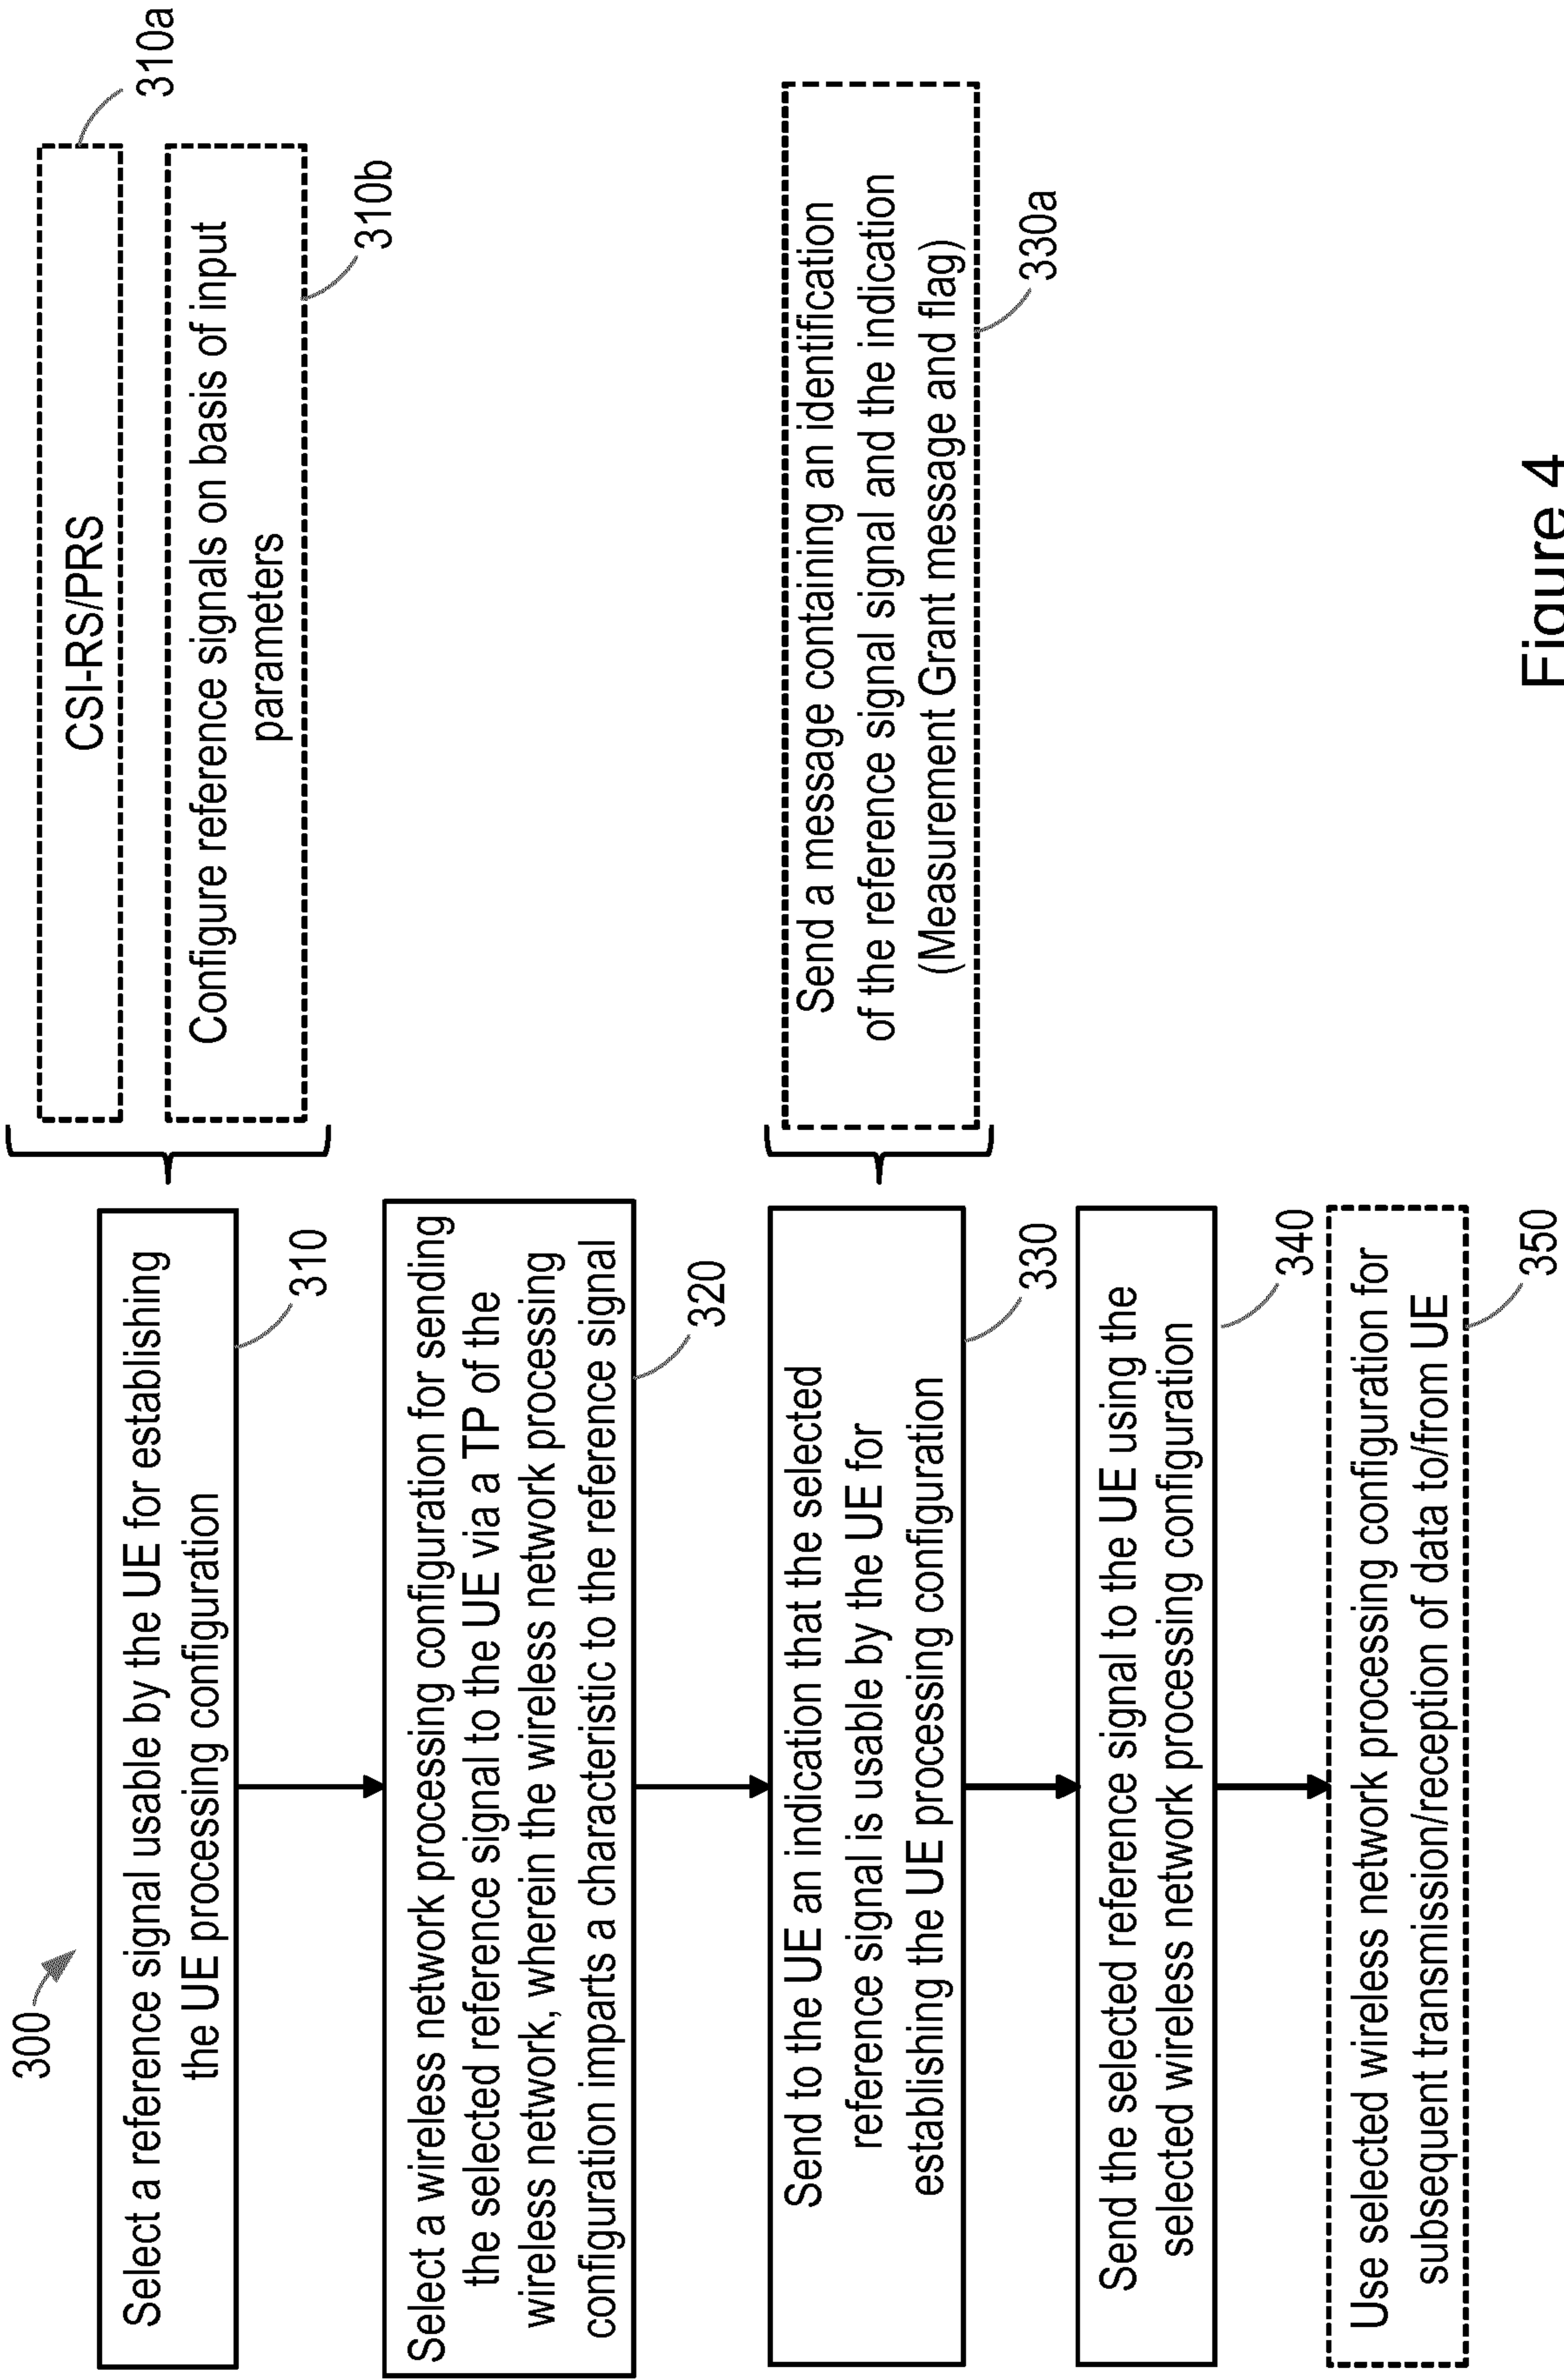 300
Select a reference signal usable by the UE for establishing
the UE processing configuration
310
CSI-RS/PRS
310a
Configure reference signals on basis of input
parameters
310b
Select a wireless network processing configuration for sending
the selected reference signal to the UE via a TP of the
wireless network, wherein the wireless network processing
configuration imparts a characteristic to the reference signal
320
Send to the UE an indication that the selected
reference signal is usable by the UE for
establishing the UE processing configuration
330
Send a message containing an identification
of the reference signal signal and the indication
(Measurement Grant message and flag)
330a
Send the selected reference signal to the UE using the
selected wireless network processing configuration
340
Use selected wireless network processing configuration for
subsequent transmission/reception of data to/from UE
350
Figure 4